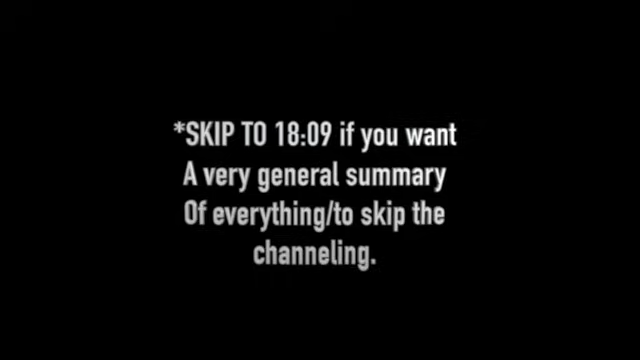 *SKIP TO 18:09 if you want
A very general summary
Of everything/to skip the
channeling.